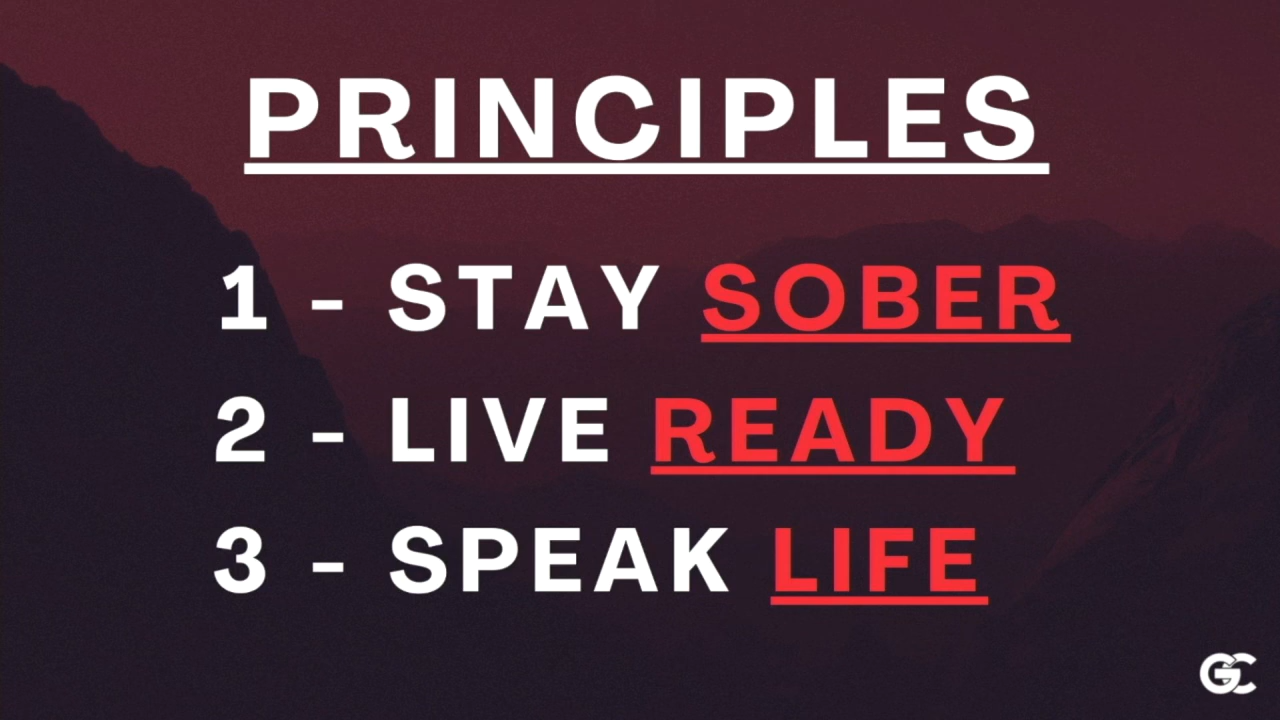 PRINCIPLES
1 - STAY SOBER
2 - LIVE READY
3 - SPEAK LIFE
GC